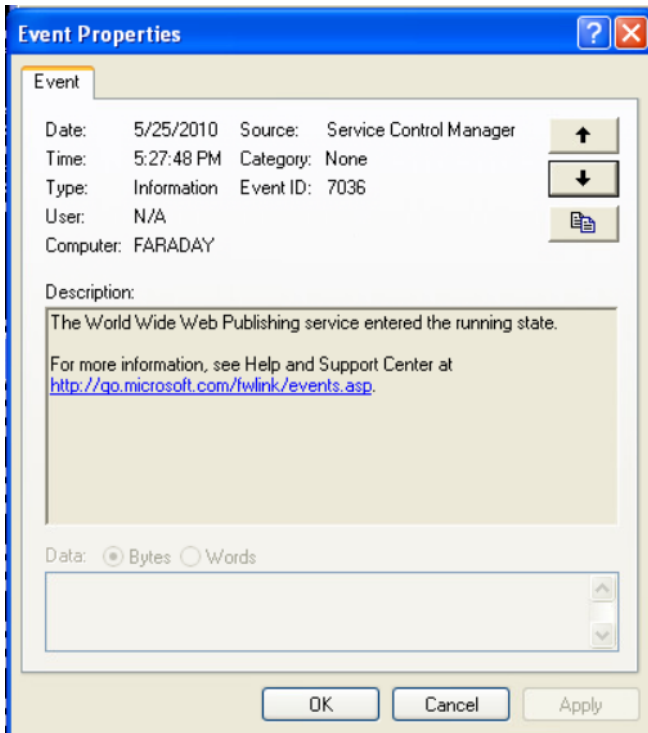 Event Properties
Event
Date: 5/25/2010 Source: Service Control Manager
Time: 5:27:48 PM Category: None
Type: Information Event ID: 7036
User: N/A
Computer: FARADAY
Description:
The World Wide Web Publishing service entered the running state.
For more information, see Help and Support Center at
http://go.microsoft.com/fwlink/events.asp.
Data: Bytes Words
OK Cancel Apply